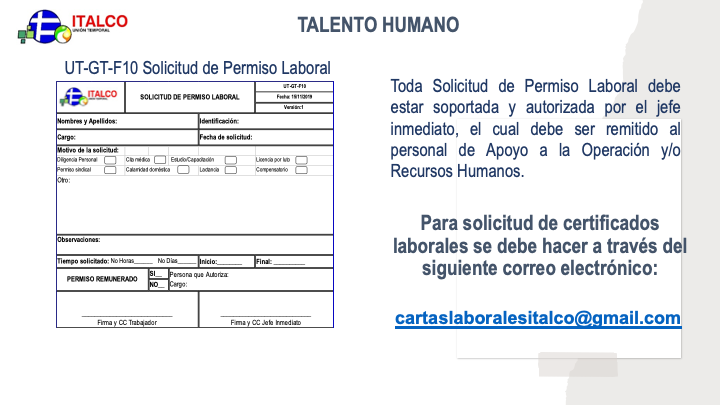 ITALCO
UNIÓN TEMPORAL
TALENTO HUMANO
UT-GT-F10 Solicitud de Permiso Laboral
ITALCO
SOLICITUD DE PERMISO LABORAL
UT-GT-F10
Fecha: 15/11/2019
Versión:1
Nombres y Apellidos: Identificación:
Cargo: Fecha de solicitud:
Motivo de la solicitud:
Diligencia Personal Cita médica Estudio/Capacitación Licencia por luto
Permiso sindical Calamidad doméstica Lactancia Compensatorio
Otro:
Observaciones:
Tiempo solicitado: No Horas______ No Días______ Inicio:_______ Final: _________
PERMISO REMUNERADO SI__ Persona que Autoriza:
NO__ Cargo:
Firma y CC Trabajador Firma y CC Jefe Inmediato
Toda Solicitud de Permiso Laboral debe
estar soportada y autorizada por el jefe
inmediato, el cual debe ser remitido al
personal de Apoyo a la Operación y/o
Recursos Humanos.
Para solicitud de certificados
laborales se debe hacer a través del
siguiente correo electrónico:
cartaslaboralesitalco@gmail.com